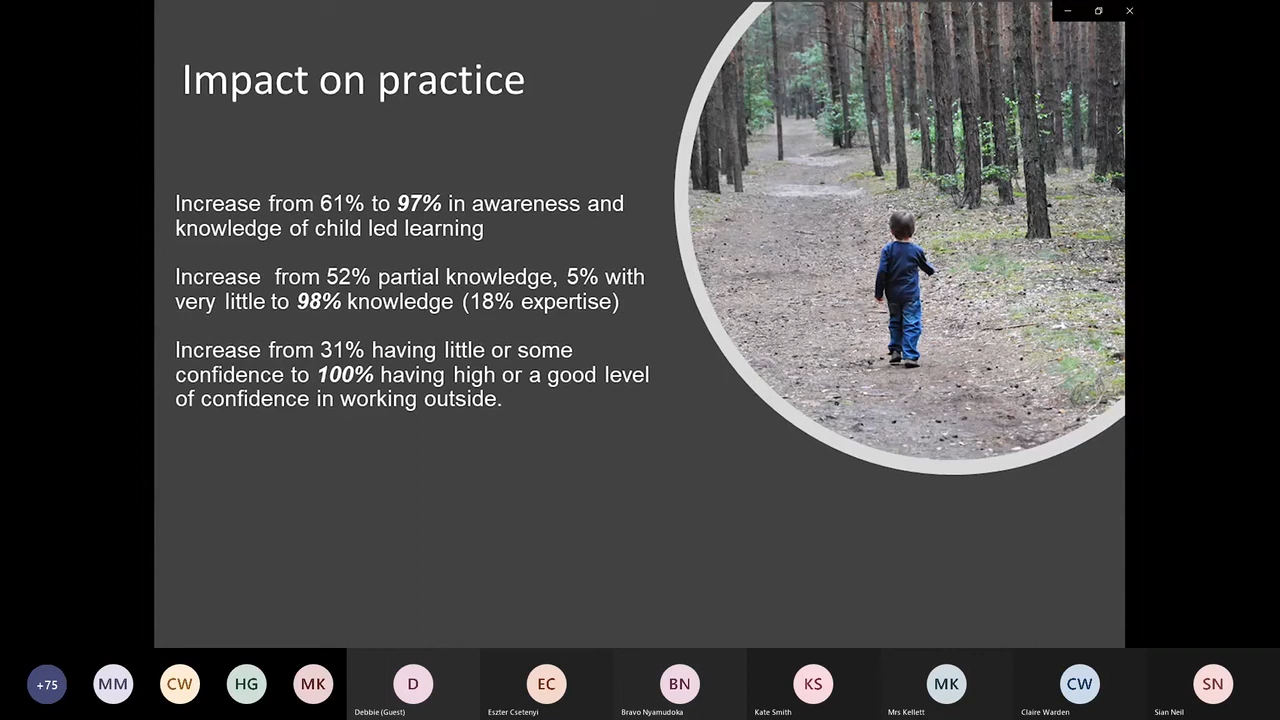 Impact on practice
Increase from 61% to 97% in awareness and
knowledge of child led learning
Increase  from 52% partial knowledge, 5% with
very little to 98% knowledge (18% expertise)
Increase from 31% having little or some
confidence to 100% having high or a good level
of confidence in working outside.
+75
MM
CW
HG
MK
D
EC
BN
KS
MK
CW
SN
Debbie (Guest)
Eszter Csetenyi
Bravo Nyamudoka
Kate Smith
Mrs Kellett
Claire Warden
Sian Neil